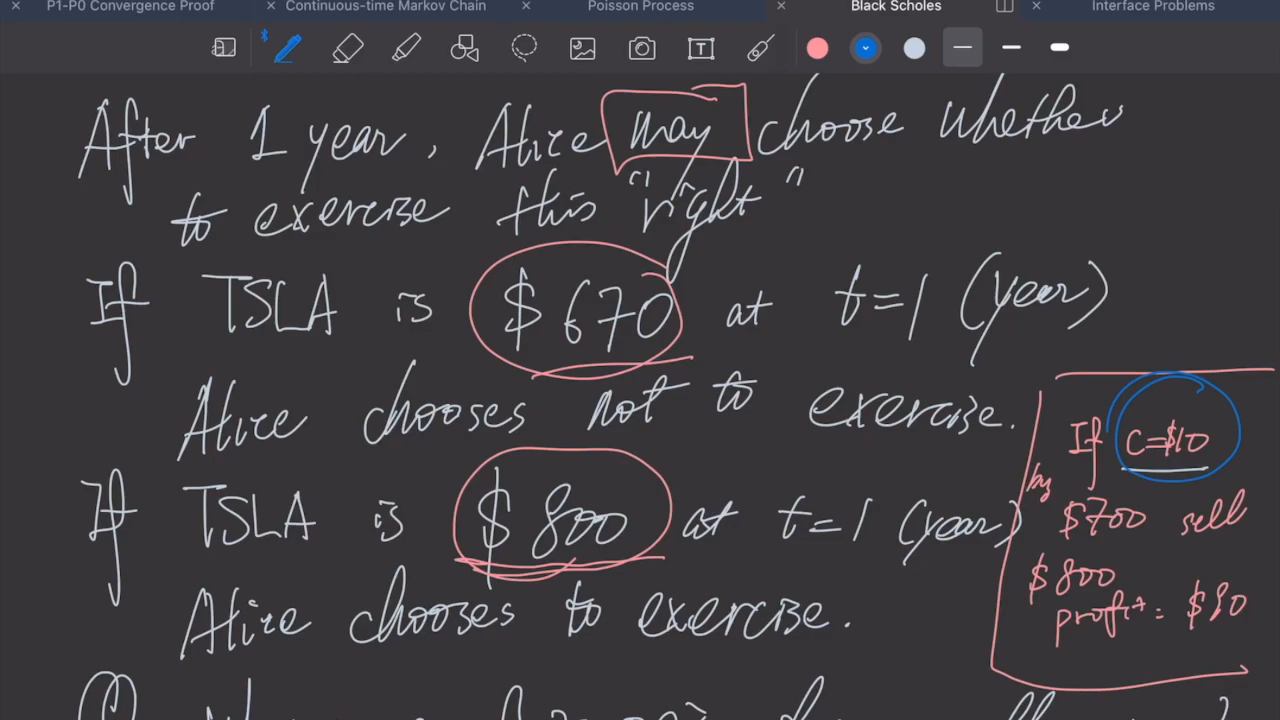 P1-P0 Convergence Proof
Continuous-time Markov Chain
Poisson Process
Black Scholes
Interface Problems
After 1 year, Alice may choose whether
to exercise this "right"
If TSLA is $670 at t=1 (year)
Alice chooses not to exercise.
If C=$10
by
$700 sell
If TSLA is $800 at t=1 (year)
$800
profit = $90
Alice chooses to exercise.